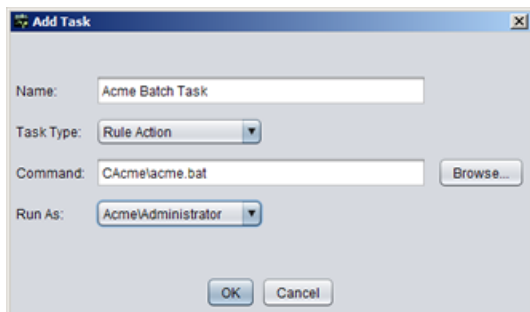 Add Task
Name: Acme Batch Task
Task Type: Rule Action
Command: CAcme\acme.bat Browse...
Run As: Acme\Administrator
OK Cancel